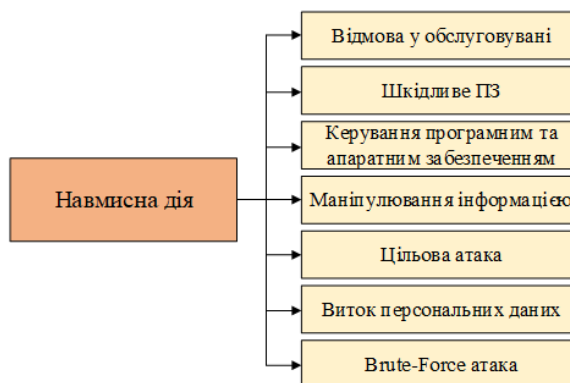 Відмова у обслуговувані
Шкідливе ПЗ
Керування програмним та
апаратним забезпеченням
Навмисна дія
Маніпулювання інформацією
Цільова атака
Виток персональних даних
Brute-Force атака